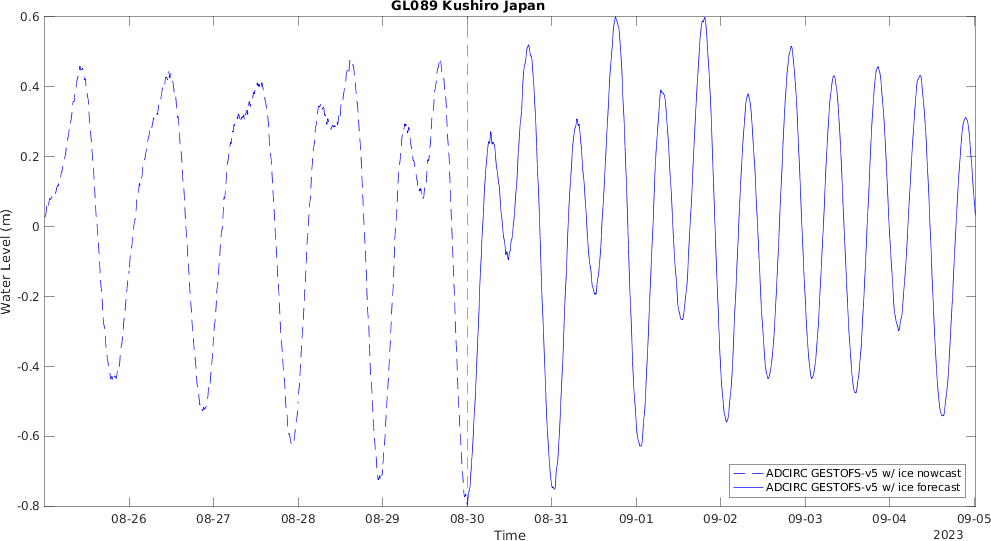 GL089 Kushiro Japan
Water Level (m)
0.6
0.4
0.2
0
-0.2
-0.4
-0.6
-0.8
08-26 08-27 08-28 08-29 08-30 08-31 09-01 09-02 09-03 09-04 09-05
Time
2023
ADCIRC GESTOFS-v5 w/ ice nowcast
ADCIRC GESTOFS-v5 w/ ice forecast